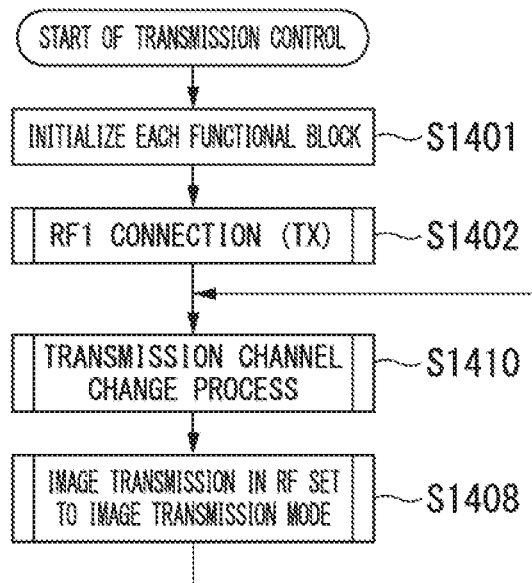 START OF TRANSMISSION CONTROL
INITIALIZE EACH FUNCTIONAL BLOCK
S1401
RF1 CONNECTION (TX)
S1402
TRANSMISSION CHANNEL
CHANGE PROCESS
S1410
IMAGE TRANSMISSION IN RF SET
TO IMAGE TRANSMISSION MODE
S1408